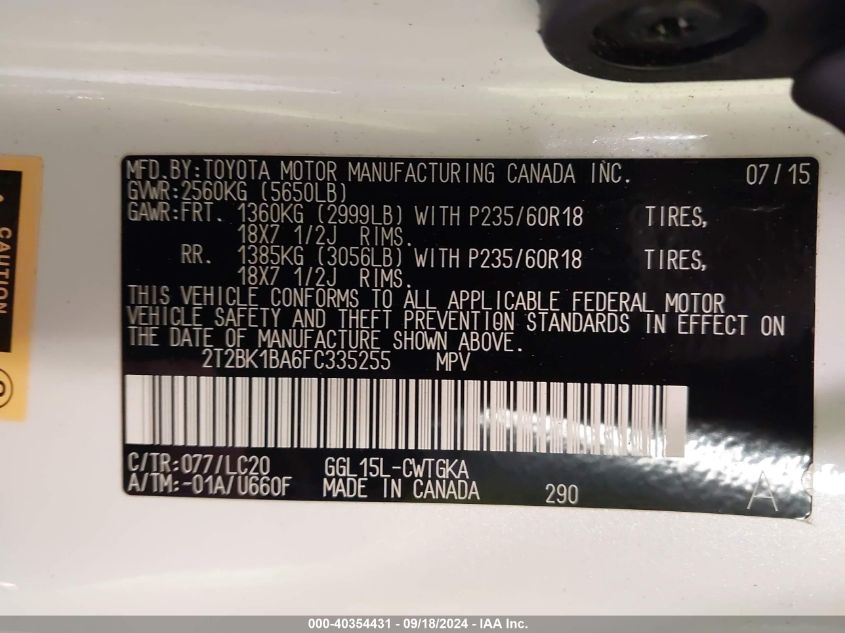 MFD.BY:TOYOTA MOTOR MANUFACTURING CANADA INC. 07/15
GVWR:2560KG (5650LB)
GAWR:FRT. 1360KG (2999LB) WITH P235/60R18 TIRES,
18X7 1/2J RIMS.
RR. 1385KG (3056LB) WITH P235/60R18 TIRES,
18X7 1/2J RIMS.
THIS VEHICLE CONFORMS TO ALL APPLICABLE FEDERAL MOTOR
VEHICLE SAFETY AND THEFT PREVENTION STANDARDS IN EFFECT ON
THE DATE OF MANUFACTURE SHOWN ABOVE.
2T2BK1BA6FC335255 MPV
C/TR:077/LC20 GGL15L-CWTGKA
A/TM:-01A/U660F MADE IN CANADA 290 A
CAUTION
000-40354431 - 09/18/2024 - IAA Inc.